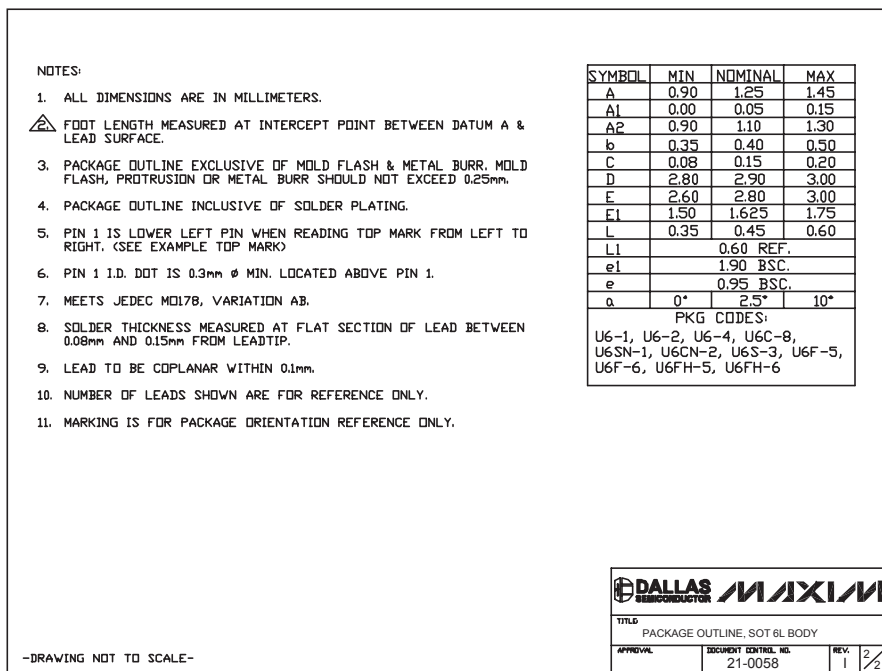 NOTES:
1. ALL DIMENSIONS ARE IN MILLIMETERS.
2. FOOT LENGTH MEASURED AT INTERCEPT POINT BETWEEN DATUM A &
LEAD SURFACE.
3. PACKAGE OUTLINE EXCLUSIVE OF MOLD FLASH & METAL BURR. MOLD
FLASH, PROTRUSION OR METAL BURR SHOULD NOT EXCEED 0.25mm.
4. PACKAGE OUTLINE INCLUSIVE OF SOLDER PLATING.
5. PIN 1 IS LOWER LEFT PIN WHEN READING TOP MARK FROM LEFT TO
RIGHT. (SEE EXAMPLE TOP MARK)
6. PIN 1 I.D. DOT IS 0.3mm ø MIN. LOCATED ABOVE PIN 1.
7. MEETS JEDEC MO178, VARIATION AB.
8. SOLDER THICKNESS MEASURED AT FLAT SECTION OF LEAD BETWEEN
0.08mm AND 0.15mm FROM LEADTIP.
9. LEAD TO BE COPLANAR WITHIN 0.1mm.
10. NUMBER OF LEADS SHOWN ARE FOR REFERENCE ONLY.
11. MARKING IS FOR PACKAGE ORIENTATION REFERENCE ONLY.
SYMBOL MIN NOMINAL MAX
A 0.90 1.25 1.45
A1 0.00 0.05 0.15
A2 0.90 1.10 1.30
b 0.35 0.40 0.50
C 0.08 0.15 0.20
D 2.80 2.90 3.00
E 2.60 2.80 3.00
E1 1.50 1.625 1.75
L 0.35 0.45 0.60
L1 0.60 REF.
e1 1.90 BSC.
e 0.95 BSC.
α 0° 2.5° 10°
PKG CODES:
U6-1, U6-2, U6-4, U6C-8,
U6SN-1, U6CN-2, U6S-3, U6F-5,
U6F-6, U6FH-5, U6FH-6
-DRAWING NOT TO SCALE-
DALLAS SEMICONDUCTOR MAXIM
TITLE:
PACKAGE OUTLINE, SOT 6L BODY
APPROVAL DOCUMENT CONTROL NO. REV.
21-0058 I 2/2